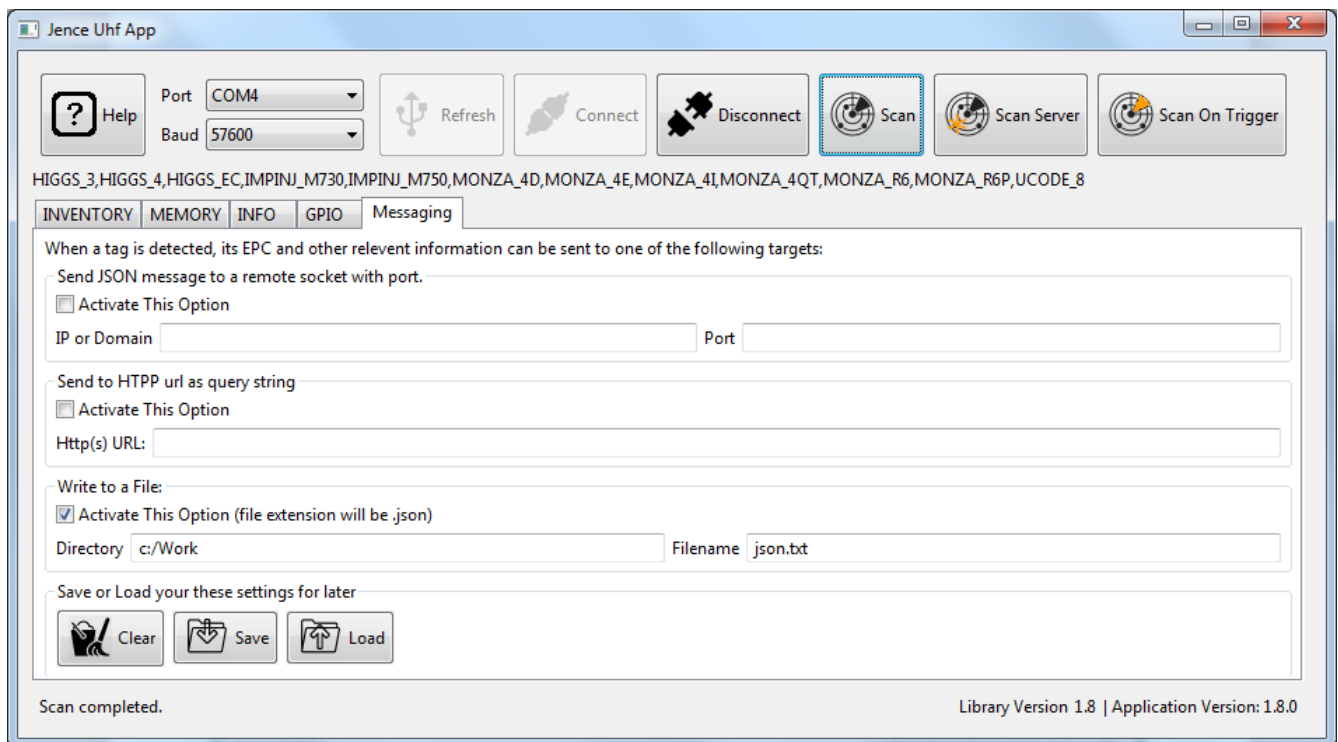 Jence Uhf App
Help
Port COM4
Baud 57600
Refresh
Connect
Disconnect
Scan
Scan Server
Scan On Trigger
HIGGS_3,HIGGS_4,HIGGS_EC,IMPINJ_M730,IMPINJ_M750,MONZA_4D,MONZA_4E,MONZA_4I,MONZA_4QT,MONZA_R6,MONZA_R6P,UCODE_8
INVENTORY MEMORY INFO GPIO Messaging
When a tag is detected, its EPC and other relevent information can be sent to one of the following targets:
Send JSON message to a remote socket with port.
Activate This Option
IP or Domain Port
Send to HTPP url as query string
Activate This Option
Http(s) URL:
Write to a File:
Activate This Option (file extension will be .json)
Directory c:/Work Filename json.txt
Save or Load your these settings for later
Clear Save Load
Scan completed. Library Version 1.8 | Application Version: 1.8.0